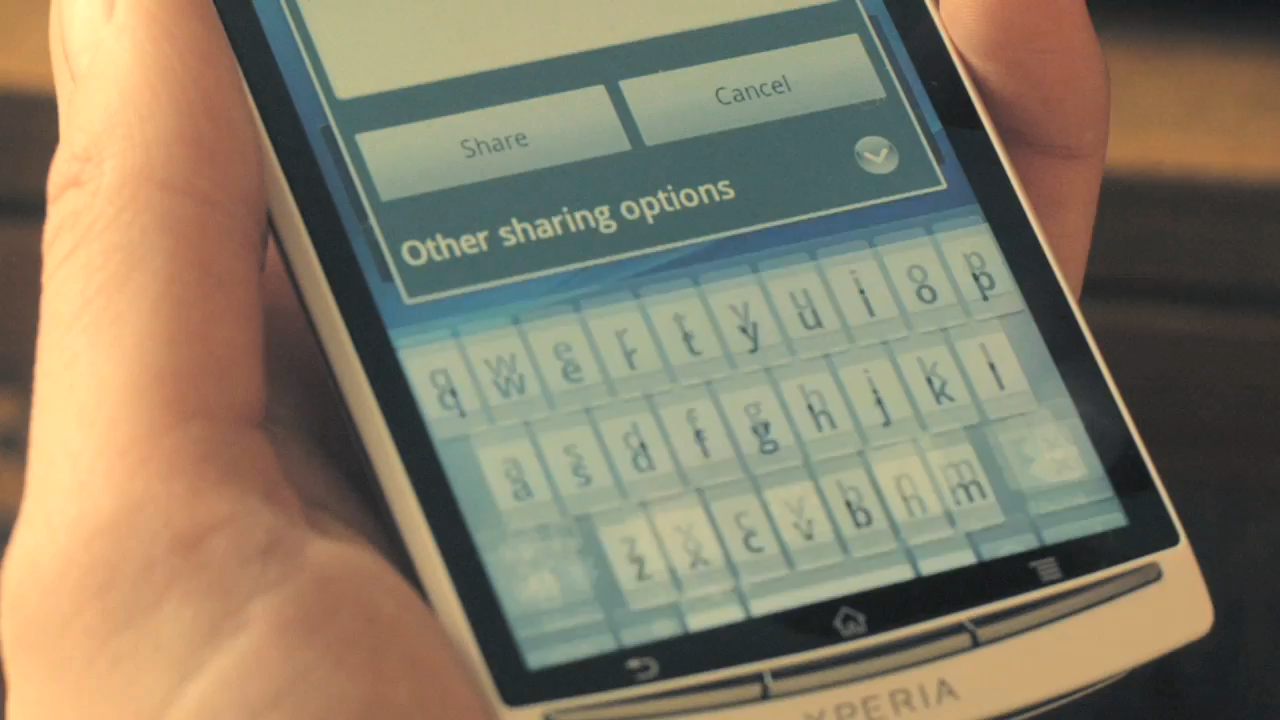 Share Cancel
Other sharing options
q w e r t y u i o p
a s d f g h j k l
z x c v b n m
XPERIA